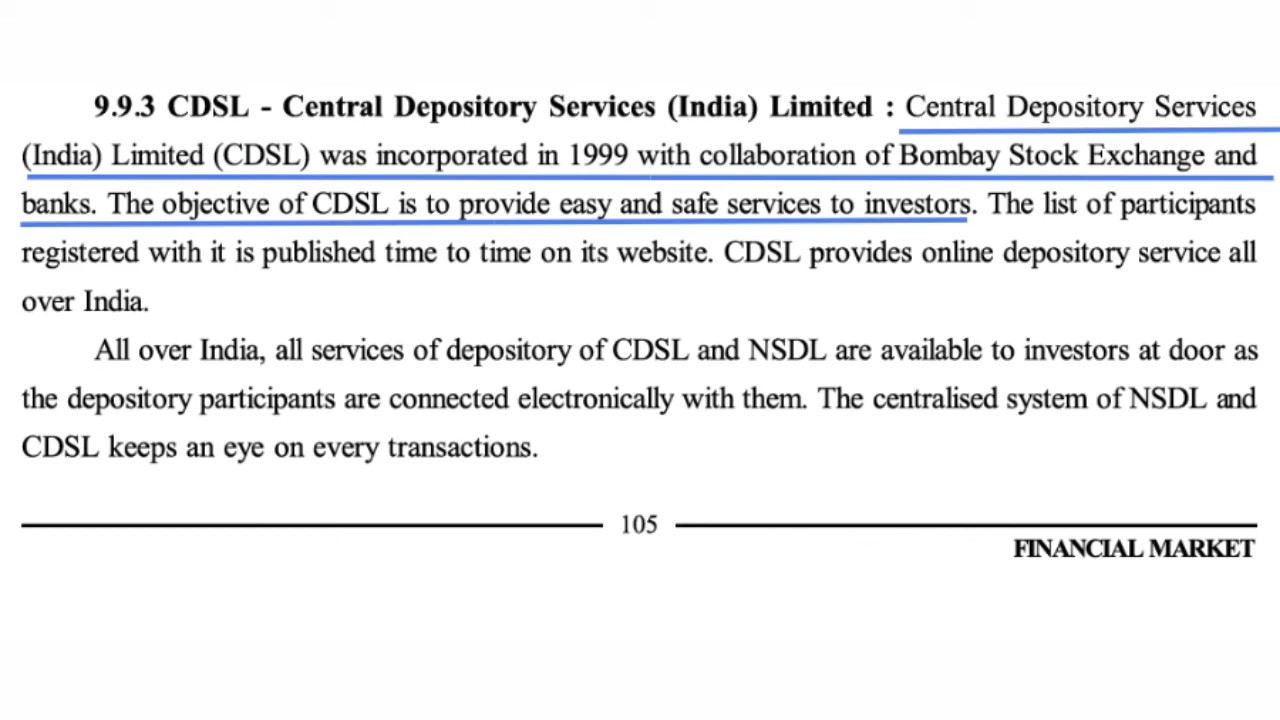 9.9.3 CDSL - Central Depository Services (India) Limited : Central Depository Services
(India) Limited (CDSL) was incorporated in 1999 with collaboration of Bombay Stock Exchange and
banks. The objective of CDSL is to provide easy and safe services to investors. The list of participants
registered with it is published time to time on its website. CDSL provides online depository service all
over India.
All over India, all services of depository of CDSL and NSDL are available to investors at door as
the depository participants are connected electronically with them. The centralised system of NSDL and
CDSL keeps an eye on every transactions.
105
FINANCIAL MARKET